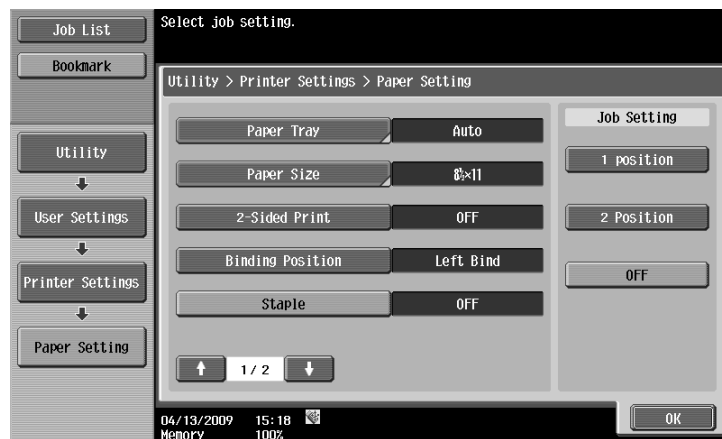 Job List
Bookmark
Utility
User Settings
Printer Settings
Paper Setting
Select job setting.
Utility > Printer Settings > Paper Setting
Paper Tray Auto
Paper Size 8½×11
2-Sided Print OFF
Binding Position Left Bind
Staple OFF
1/ 2
Job Setting
1 position
2 Position
OFF
04/13/2009 15:18
Memory 100%
OK